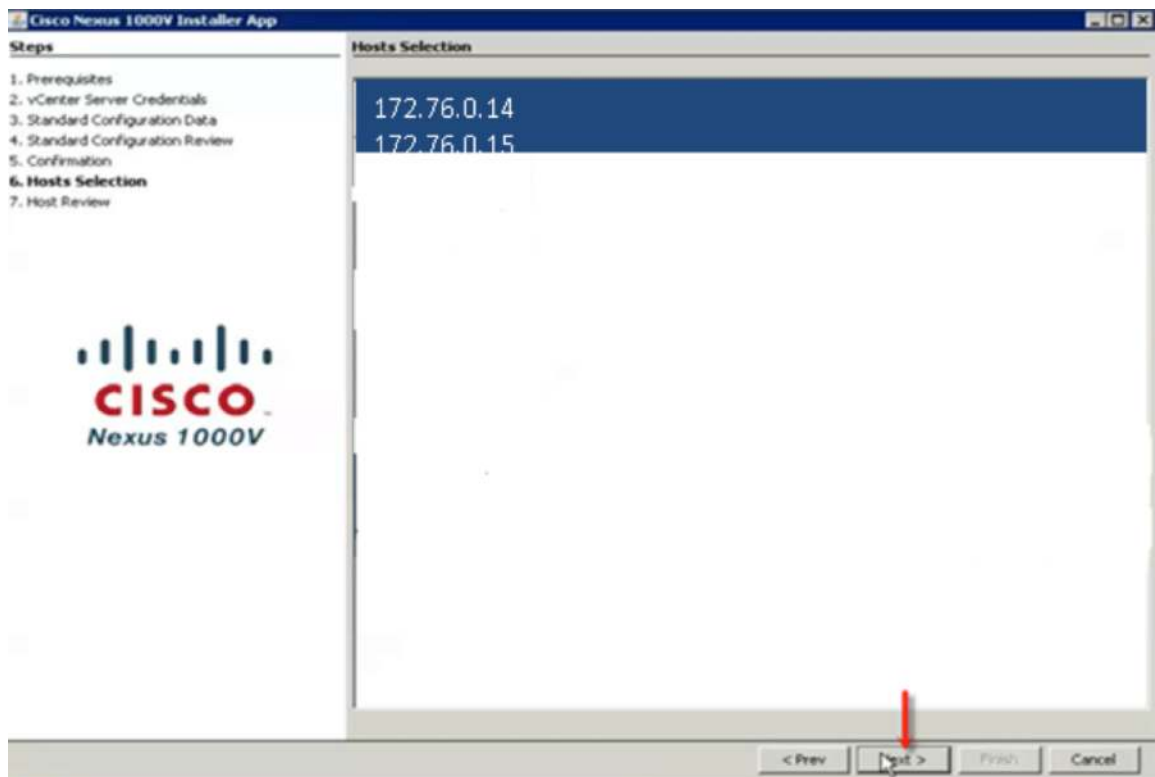 Cisco Nexus 1000V Installer App
Steps
1. Prerequisites
2. vCenter Server Credentials
3. Standard Configuration Data
4. Standard Configuration Review
5. Confirmation
6. Hosts Selection
7. Host Review
CISCO
Nexus 1000V
Hosts Selection
172.76.0.14
172.76.0.15
< Prev
Next >
Finish
Cancel